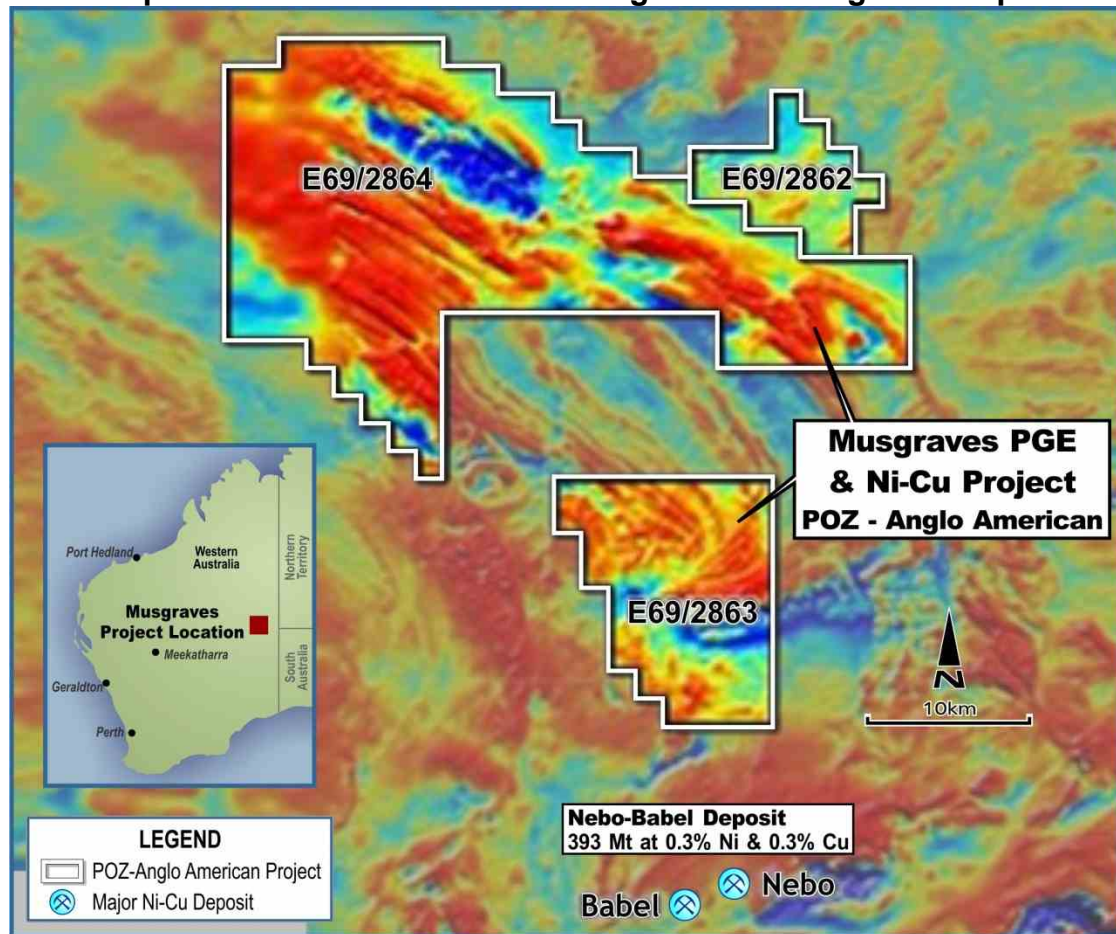 E69/2864
E69/2862
Musgraves PGE
& Ni-Cu Project
POZ - Anglo American
E69/2863
N
10km
Port Hedland
Western
Australia
Northern
Territory
Musgraves
Project Location
Meekatharra
South
Australia
Geraldton
Perth
Nebo-Babel Deposit
393 Mt at 0.3% Ni & 0.3% Cu
Nebo
Babel
LEGEND
POZ-Anglo American Project
Major Ni-Cu Deposit